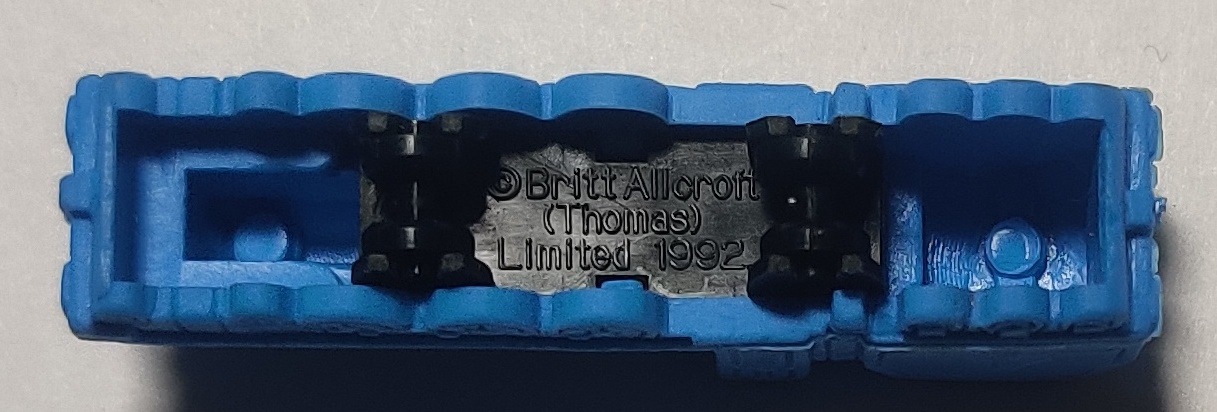 ©Britt Allcroft
(Thomas)
Limited 1992